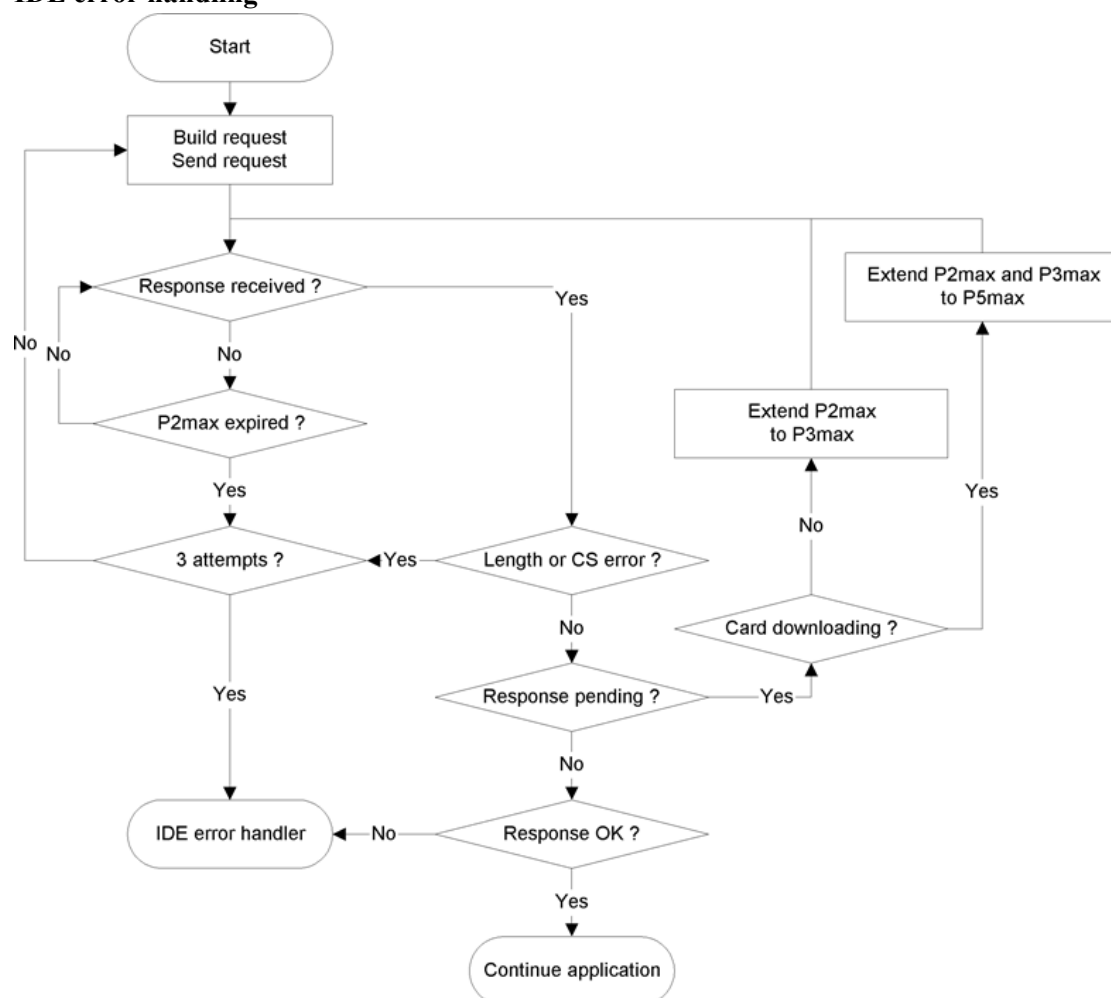 IDE error handling
Start
Build request
Send request
Response received ?
Yes
Extend P2max and P3max
to P5max
No
No
No
P2max expired ?
Extend P2max
to P3max
Yes
Yes
No
3 attempts ?
Yes
Length or CS error ?
Card downloading ?
No
Yes
Response pending ?
Yes
No
IDE error handler
No
Response OK ?
Yes
Continue application